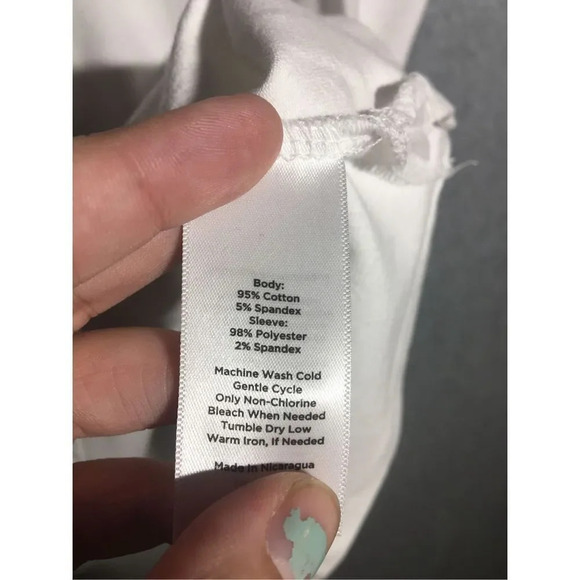 Body:
95% Cotton
5% Spandex
Sleeve:
98% Polyester
2% Spandex
Machine Wash Cold
Gentle Cycle
Only Non-Chlorine
Bleach When Needed
Tumble Dry Low
Warm Iron, If Needed
Made In Nicaragua